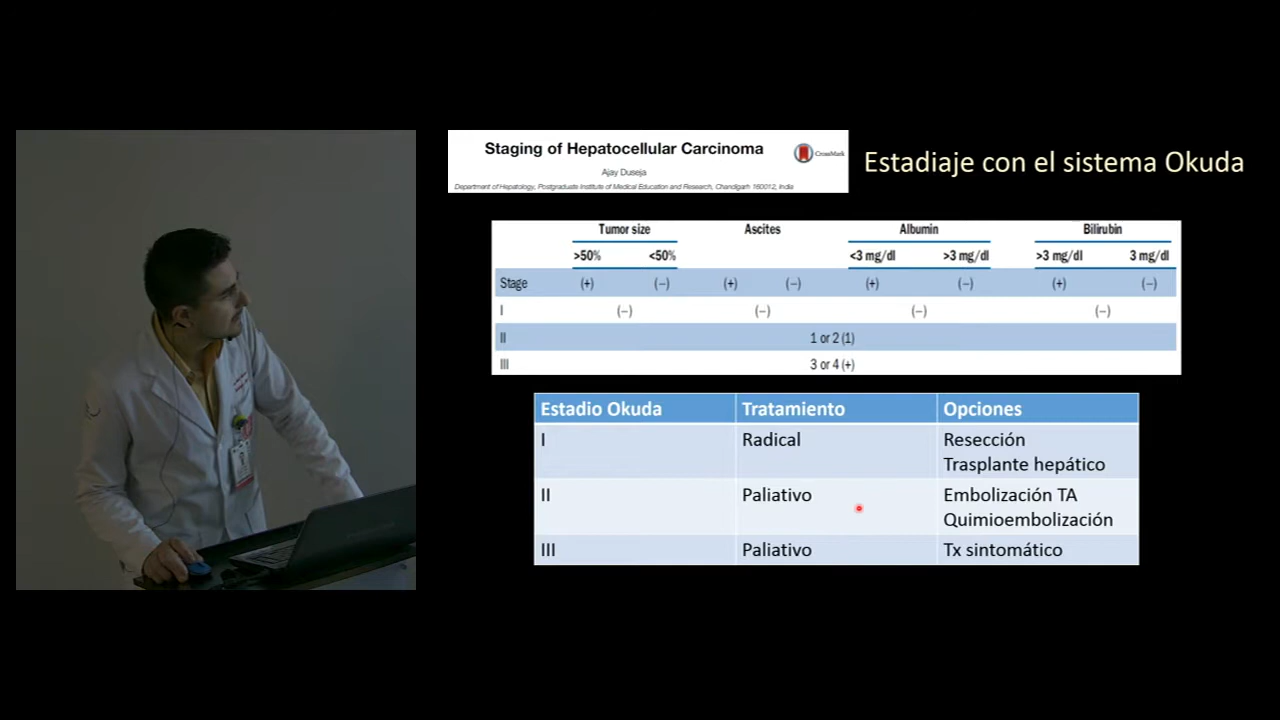 Staging of Hepatocellular Carcinoma
CrossMark
Ajay Duseja
Department of Hepatology, Postgraduate Institute of Medical Education and Research, Chandigarh 160012, India
Estadiaje con el sistema Okuda
Tumor size Ascites Albumin Bilirubin
>50% <50% <3 mg/dl >3 mg/dl >3 mg/dl 3 mg/dl
Stage (+) (−) (+) (−) (+) (−) (+) (−)
I (−) (−) (−) (−)
II 1 or 2 (1)
III 3 or 4 (+)
Estadio Okuda Tratamiento Opciones
I Radical Resección
Trasplante hepático
II Paliativo Embolización TA
Quimioembolización
III Paliativo Tx sintomático